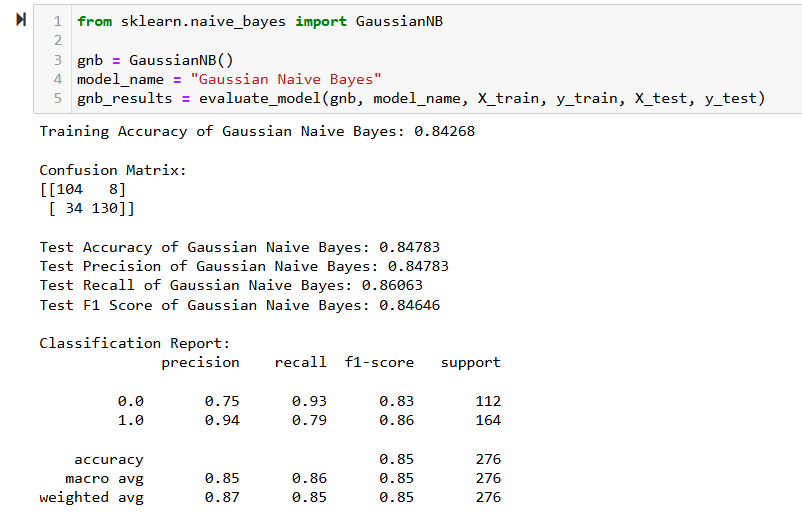 1 from sklearn.naive_bayes import GaussianNB
2
3 gnb = GaussianNB()
4 model_name = "Gaussian Naive Bayes"
5 gnb_results = evaluate_model(gnb, model_name, X_train, y_train, X_test, y_test)
Training Accuracy of Gaussian Naive Bayes: 0.84268
Confusion Matrix:
[[104   8]
 [ 34 130]]
Test Accuracy of Gaussian Naive Bayes: 0.84783
Test Precision of Gaussian Naive Bayes: 0.84783
Test Recall of Gaussian Naive Bayes: 0.86063
Test F1 Score of Gaussian Naive Bayes: 0.84646
Classification Report:
              precision    recall  f1-score   support
         0.0       0.75      0.93      0.83       112
         1.0       0.94      0.79      0.86       164
    accuracy                           0.85       276
   macro avg       0.85      0.86      0.85       276
weighted avg       0.87      0.85      0.85       276